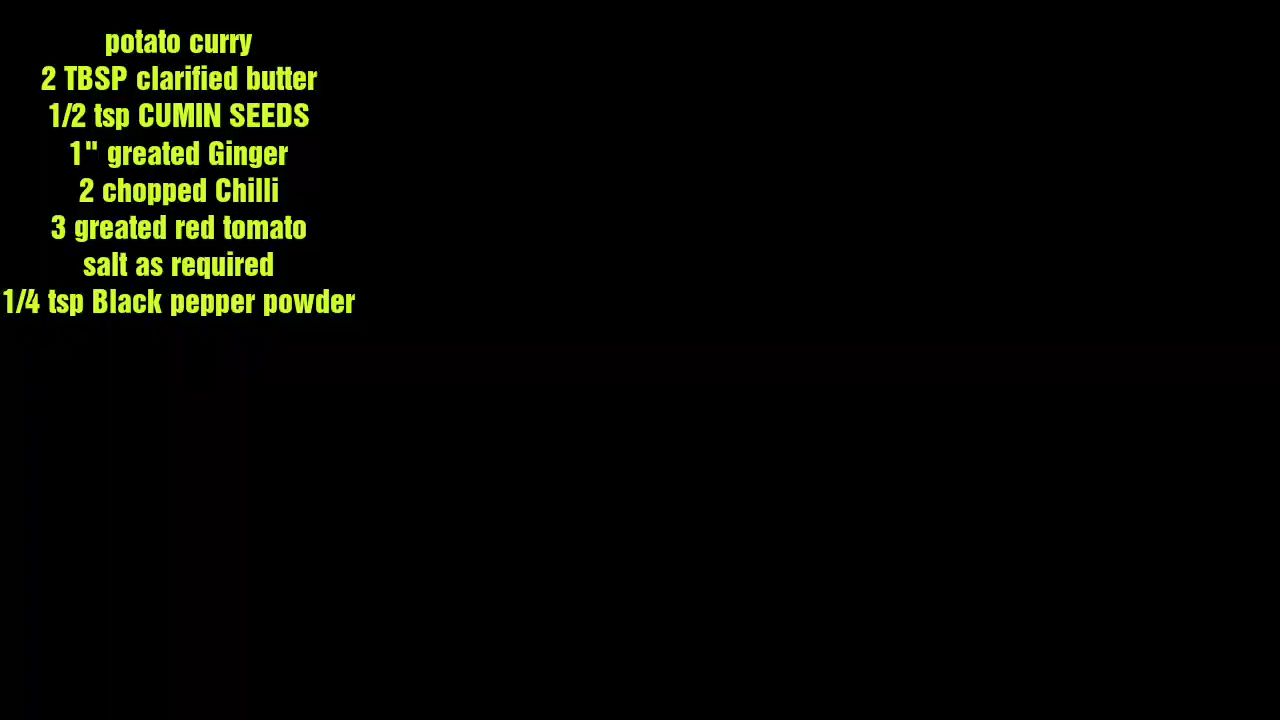 potato curry
2 TBSP clarified butter
1/2 tsp CUMIN SEEDS
1" greated Ginger
2 chopped Chilli
3 greated red tomato
salt as required
1/4 tsp Black pepper powder